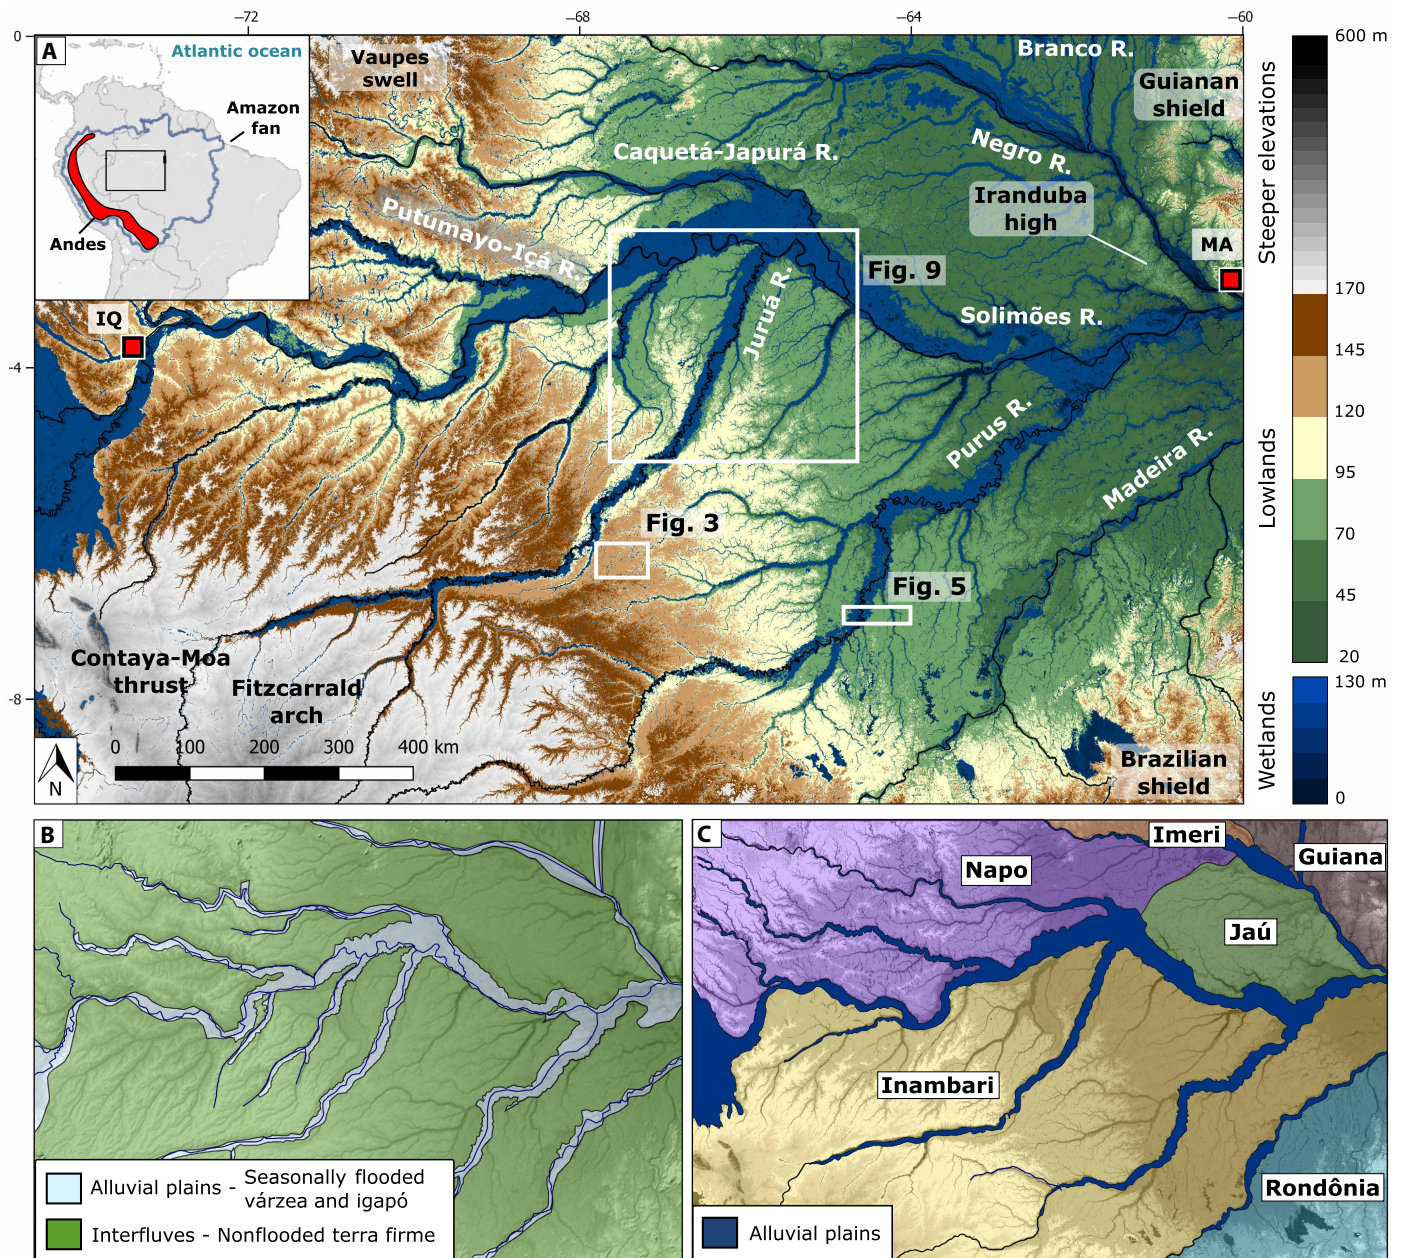 −72
−68
−64
−60
0
−4
−8
A
Atlantic ocean
Amazon
fan
Andes
Vaupes
swell
Branco R.
Guianan
shield
Negro R.
Caquetá-Japurá R.
Iranduba
high
MA
Putumayo-Içá R.
Fig. 9
Juruá R.
Solimões R.
IQ
Purus R.
Madeira R.
Fig. 3
Fig. 5
Contaya-Moa
thrust
Fitzcarrald
arch
Brazilian
shield
0 100 200 300 400 km
N
Steeper elevations
Lowlands
Wetlands
600 m
170
145
120
95
70
45
20
130 m
0
B
Alluvial plains - Seasonally flooded
várzea and igapó
Interfluves - Nonflooded terra firme
C
Imeri
Guiana
Napo
Jaú
Inambari
Rondônia
Alluvial plains